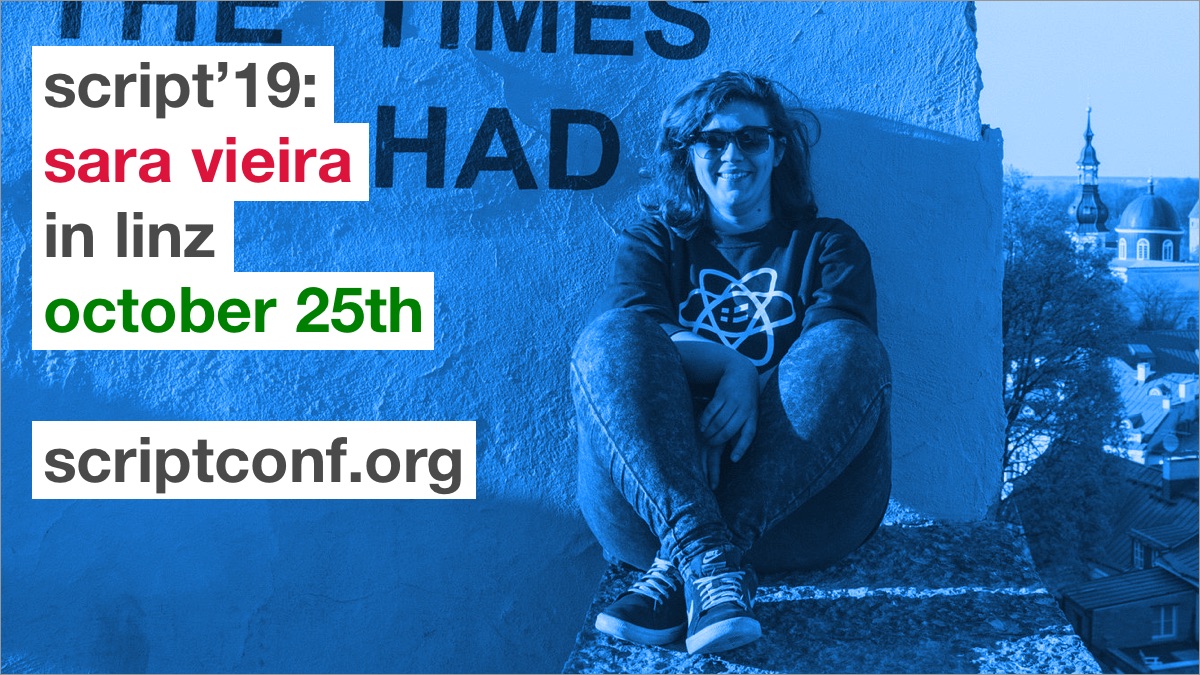 THE TIMES
script’19:
sara vieira
HAD
in linz
october 25th
scriptconf.org